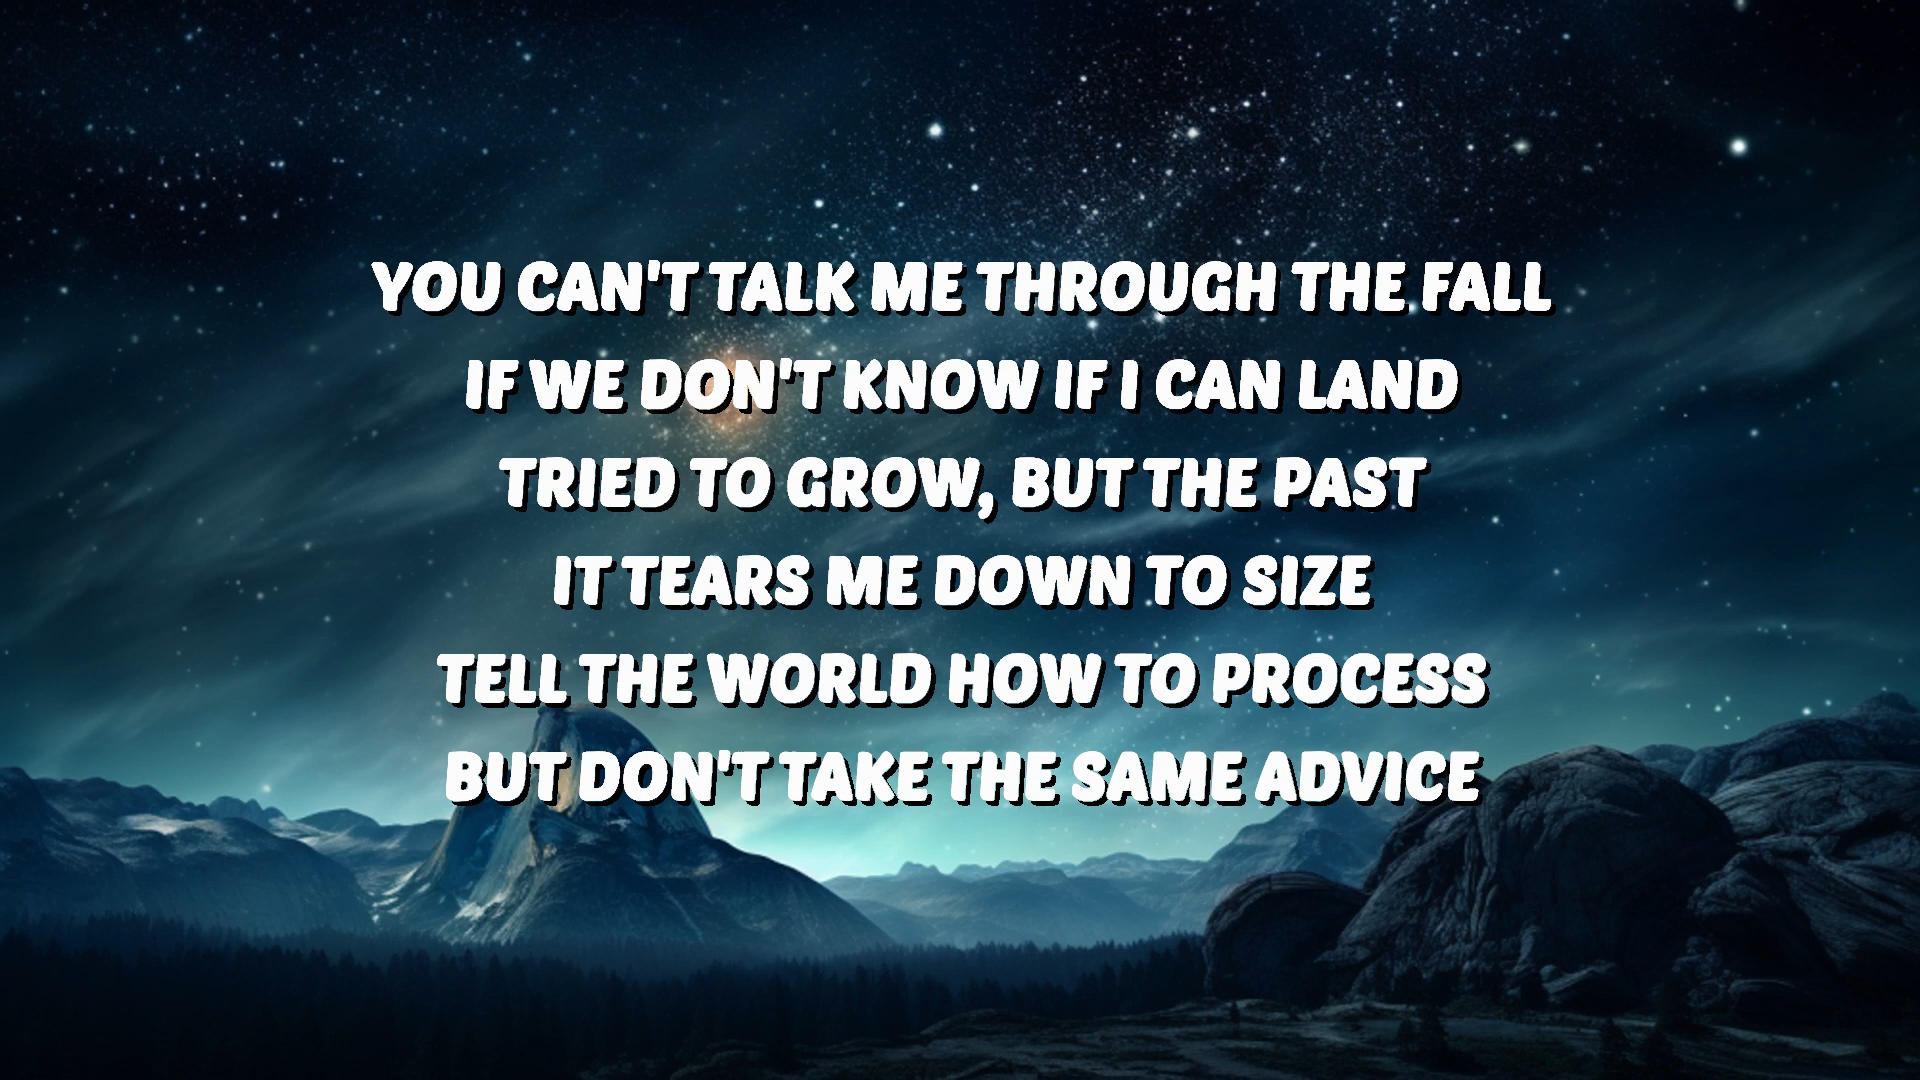 YOU CAN'T TALK ME THROUGH THE FALL
IF WE DON'T KNOW IF I CAN LAND
TRIED TO GROW, BUT THE PAST
IT TEARS ME DOWN TO SIZE
TELL THE WORLD HOW TO PROCESS
BUT DON'T TAKE THE SAME ADVICE